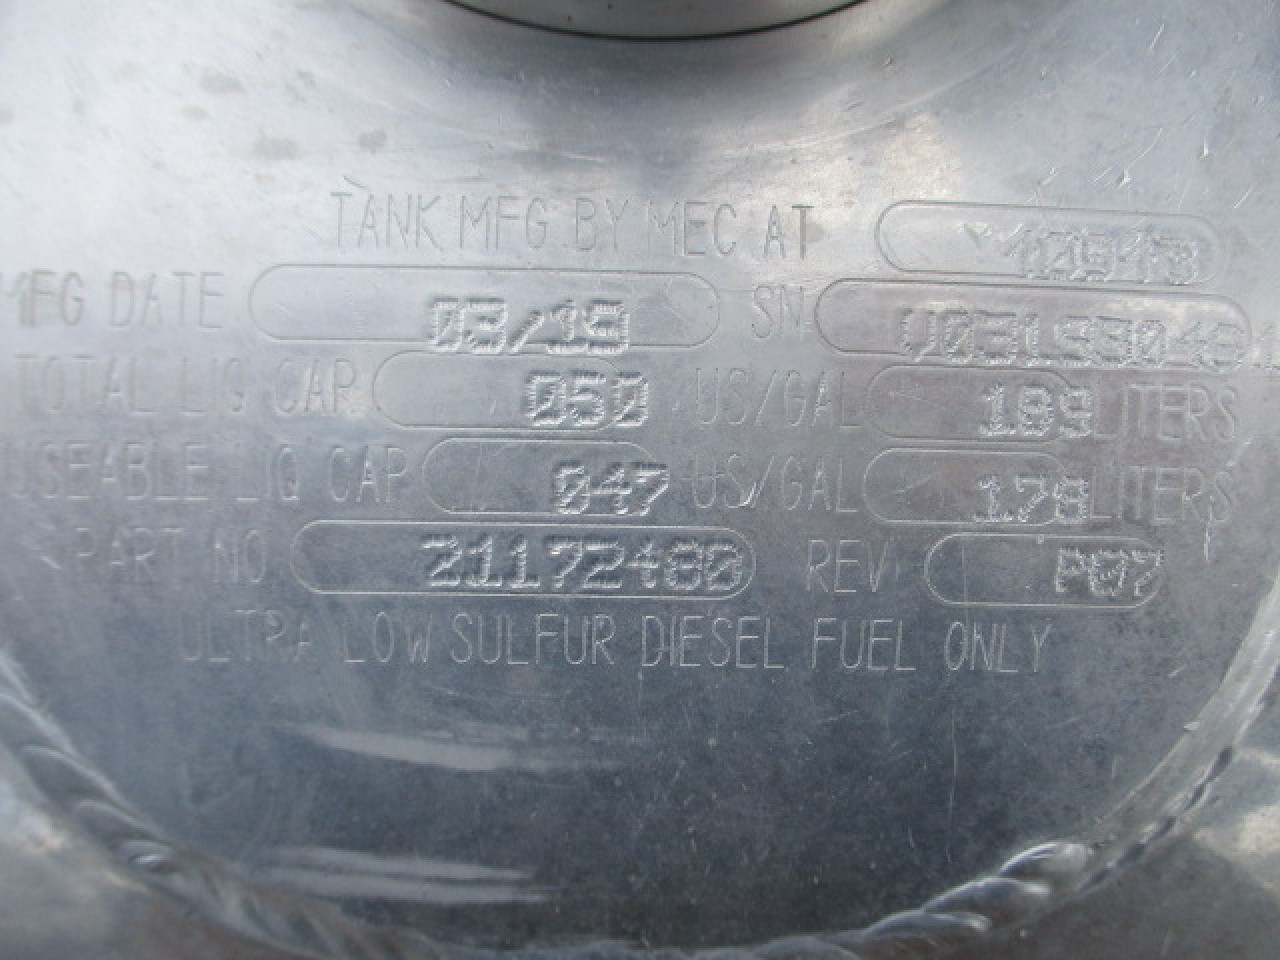 TANK MFG BY MEC AT
MFG DATE 03/19 SN
TOTAL LIQ CAP 050 US/GAL 189 LITERS
USEABLE LIQ CAP 047 US/GAL 178 LITERS
PART NO 21172480 REV P07
ULTRA LOW SULFUR DIESEL FUEL ONLY